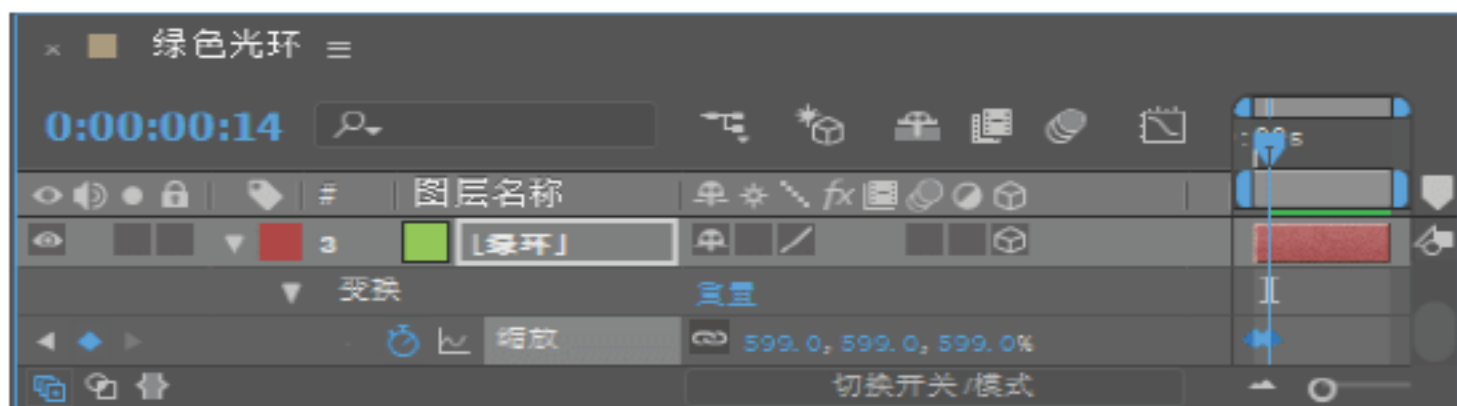 绿色光环
0:00:00:14
# 图层名称 fx
3 [绿环]
变换 重置
缩放 599.0, 599.0, 599.0%
切换开关/模式